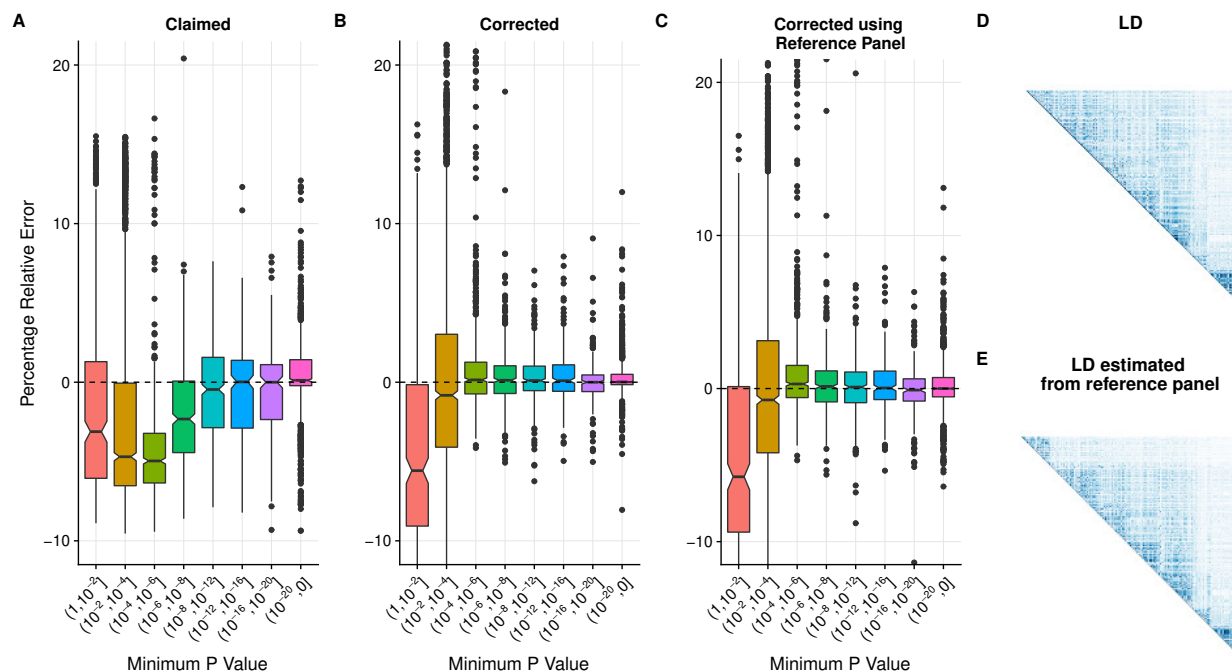 A
Claimed
B
Corrected
C
Corrected using
Reference Panel
D
LD
Percentage Relative Error
20
10
0
−10
(1,10⁻²]
(10⁻²,10⁻⁴]
(10⁻⁴,10⁻⁶]
(10⁻⁶,10⁻⁸]
(10⁻⁸,10⁻¹²]
(10⁻¹²,10⁻¹⁶]
(10⁻¹⁶,10⁻²⁰]
(10⁻²⁰,0]
Minimum P Value
20
10
0
−10
(1,10⁻²]
(10⁻²,10⁻⁴]
(10⁻⁴,10⁻⁶]
(10⁻⁶,10⁻⁸]
(10⁻⁸,10⁻¹²]
(10⁻¹²,10⁻¹⁶]
(10⁻¹⁶,10⁻²⁰]
(10⁻²⁰,0]
Minimum P Value
20
10
0
−10
(1,10⁻²]
(10⁻²,10⁻⁴]
(10⁻⁴,10⁻⁶]
(10⁻⁶,10⁻⁸]
(10⁻⁸,10⁻¹²]
(10⁻¹²,10⁻¹⁶]
(10⁻¹⁶,10⁻²⁰]
(10⁻²⁰,0]
Minimum P Value
E
LD estimated
from reference panel